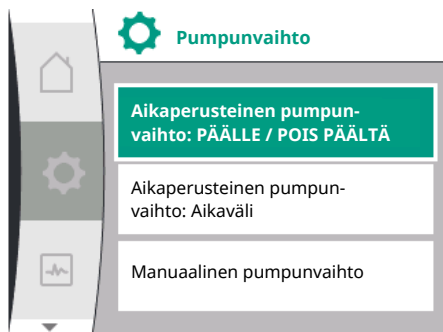 Pumpunvaihto
Aikaperusteinen pumpun-
vaihto: PÄÄLLE / POIS PÄÄLTÄ
Aikaperusteinen pumpun-
vaihto: Aikaväli
Manuaalinen pumpunvaihto